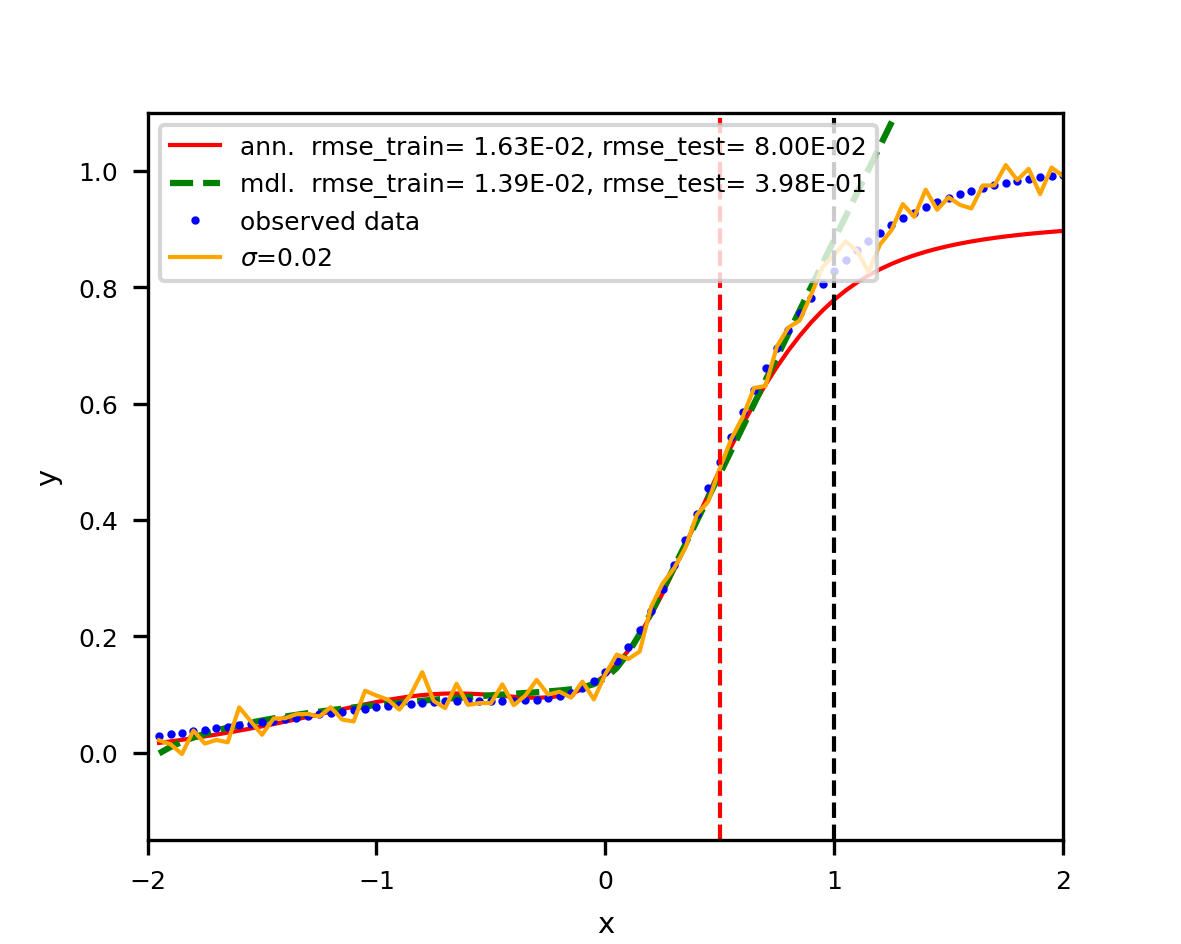 ann.  rmse_train= 1.63E-02, rmse_test= 8.00E-02
mdl.  rmse_train= 1.39E-02, rmse_test= 3.98E-01
observed data
σ=0.02
1.0
0.8
0.6
0.4
0.2
0.0
y
−2 −1 0 1 2
x